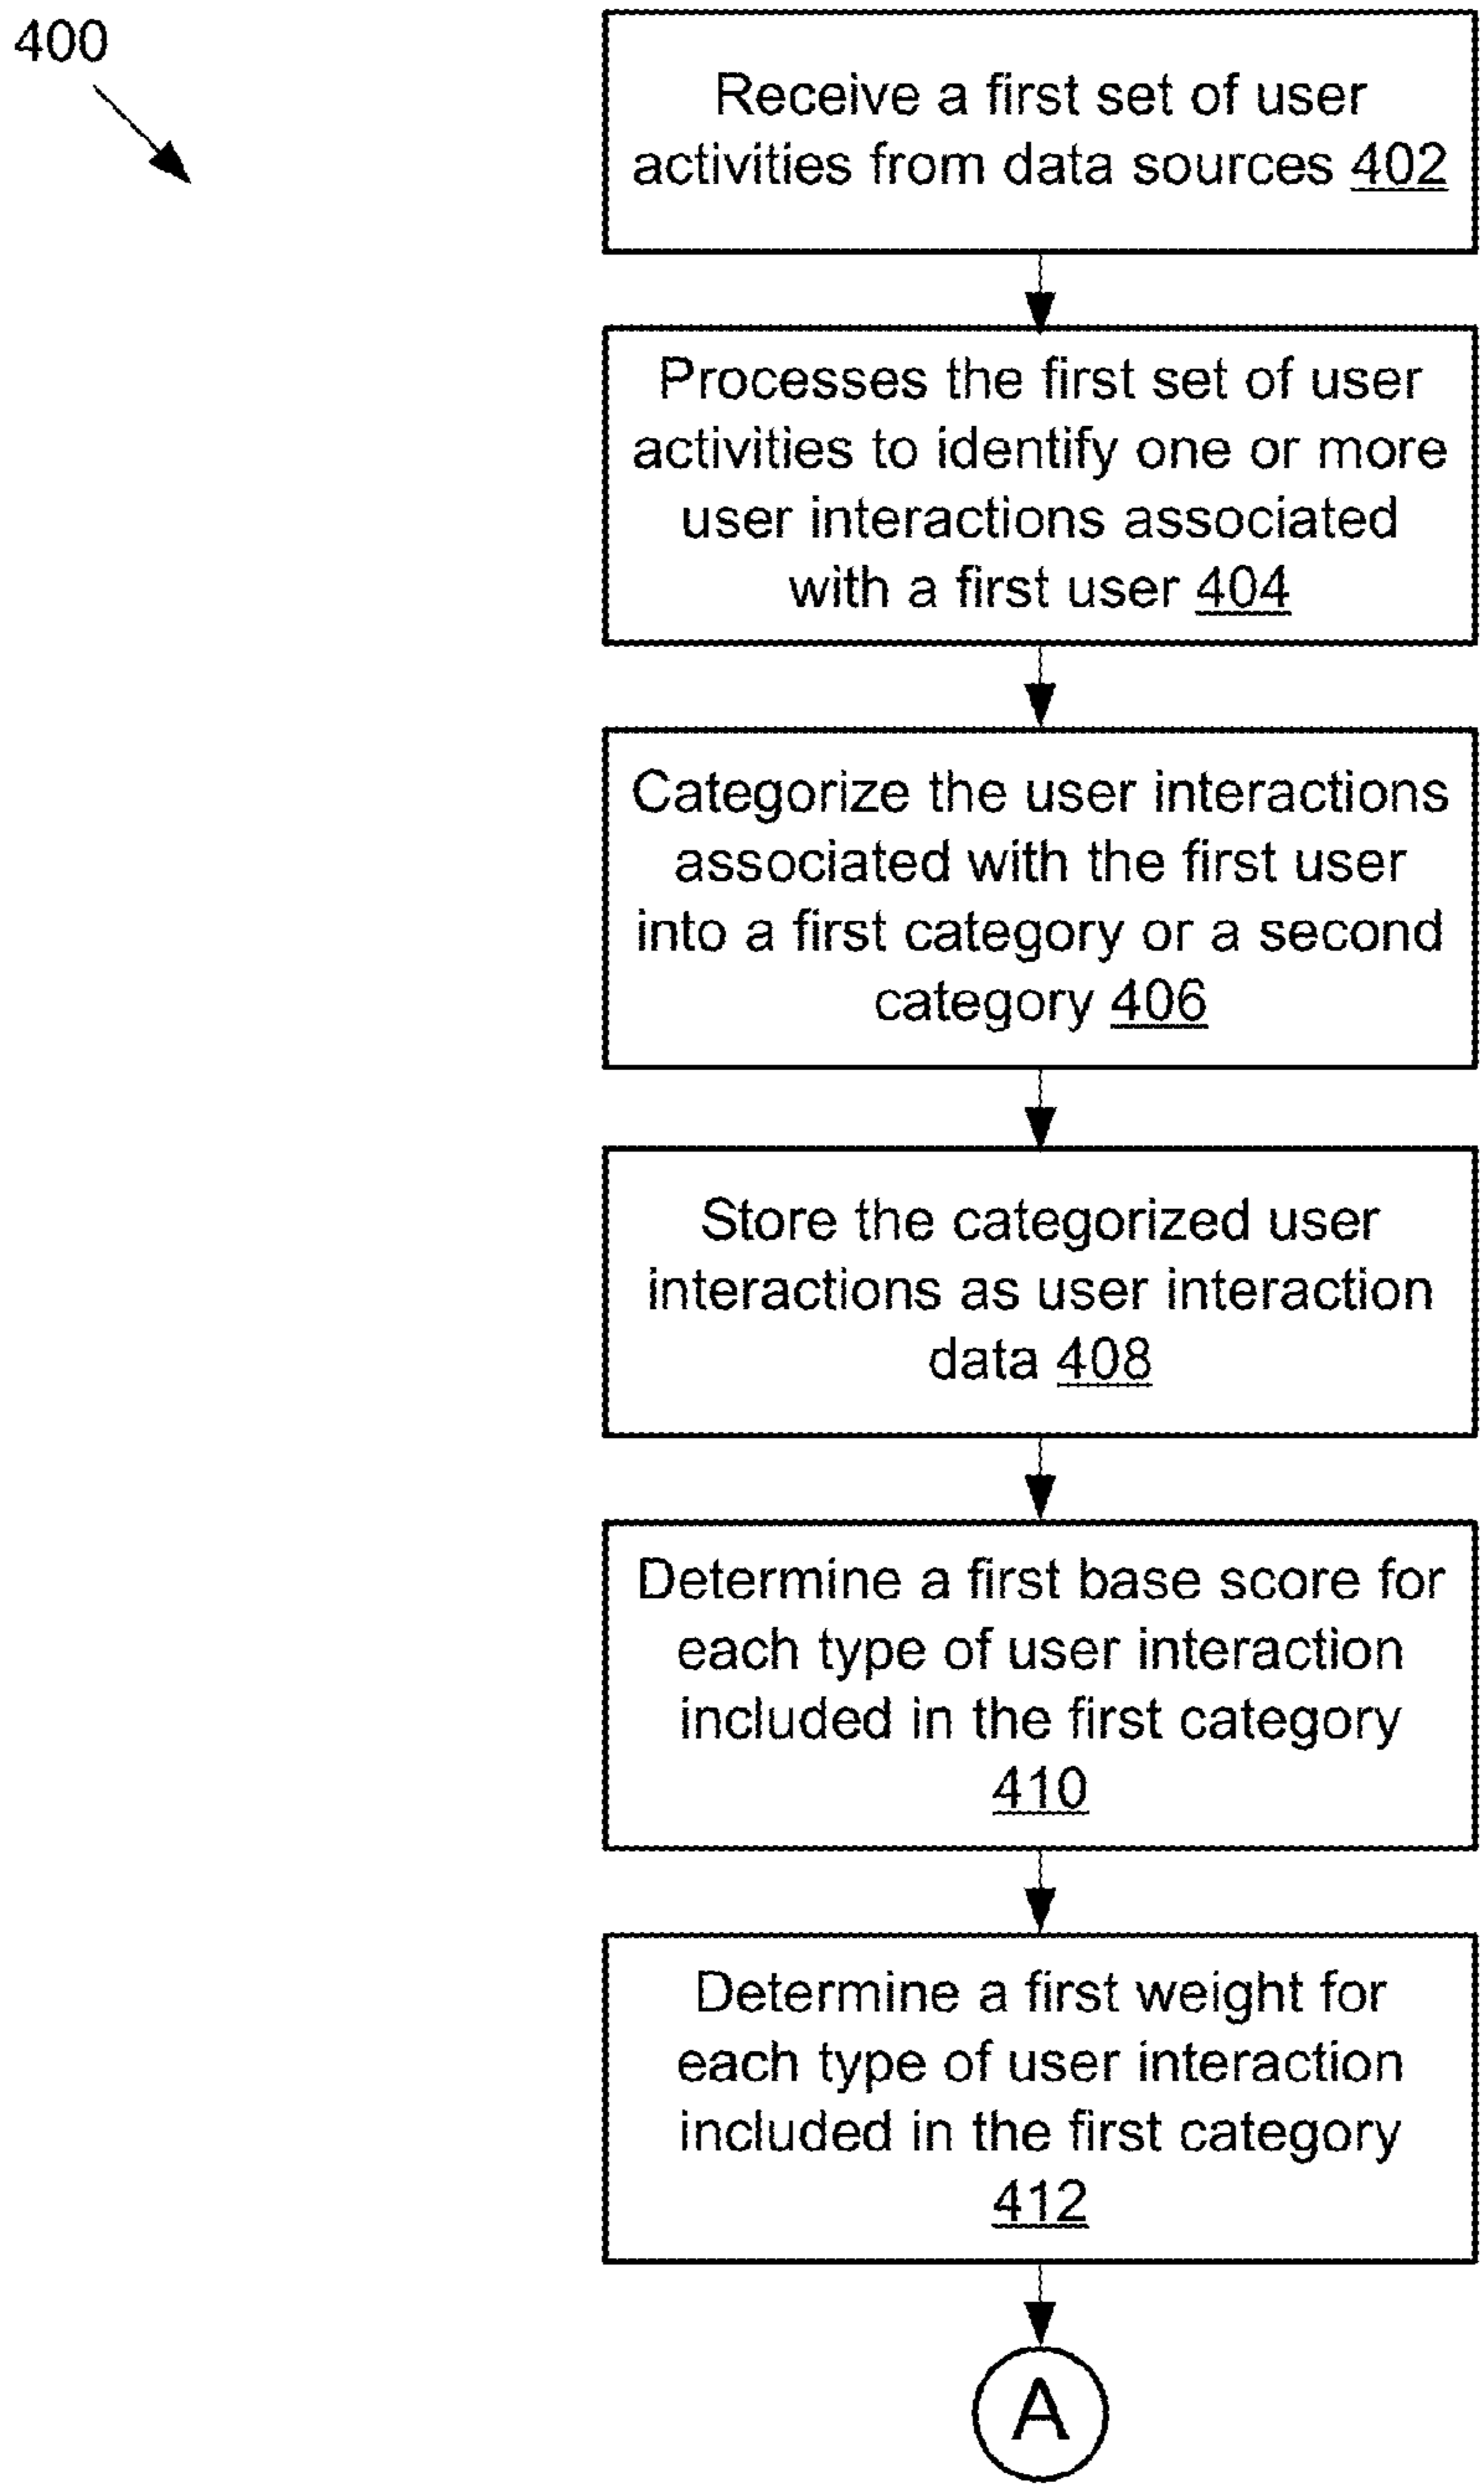 400
Receive a first set of user
activities from data sources 402
Processes the first set of user
activities to identify one or more
user interactions associated
with a first user 404
Categorize the user interactions
associated with the first user
into a first category or a second
category 406
Store the categorized user
interactions as user interaction
data 408
Determine a first base score for
each type of user interaction
included in the first category
410
Determine a first weight for
each type of user interaction
included in the first category
412
A